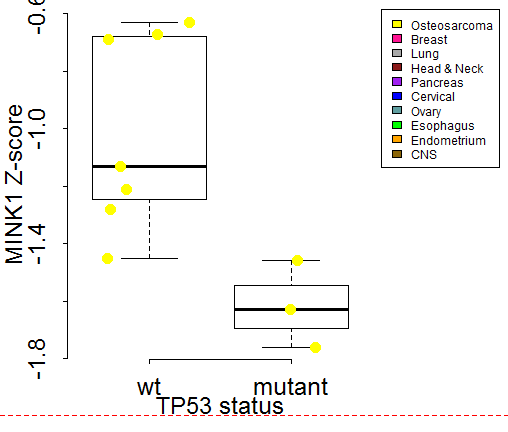 MINK1 Z-score
-0.6
-1.0
-1.4
-1.8
wt mutant
TP53 status
Osteosarcoma
Breast
Lung
Head & Neck
Pancreas
Cervical
Ovary
Esophagus
Endometrium
CNS